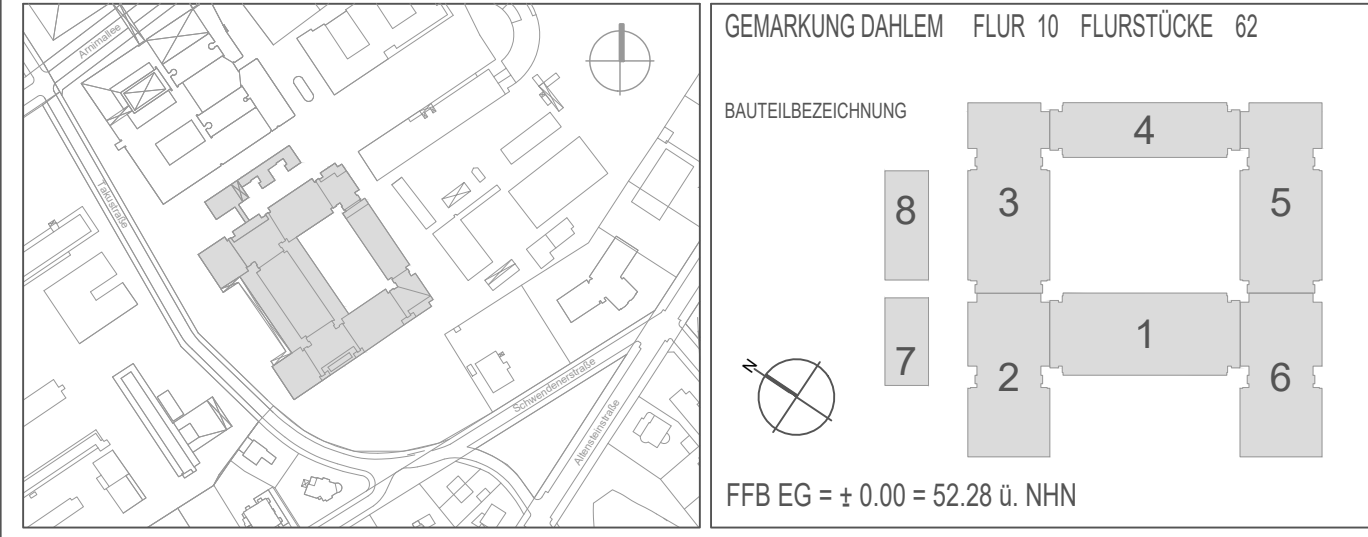 Arnimallee
Takustraße
Schwendenerstraße
Altensteinstraße
GEMARKUNG DAHLEM FLUR 10 FLURSTÜCKE 62
BAUTEILBEZEICHNUNG
4
8
3
5
1
7
2
6
N
FFB EG = ± 0.00 = 52.28 ü. NHN